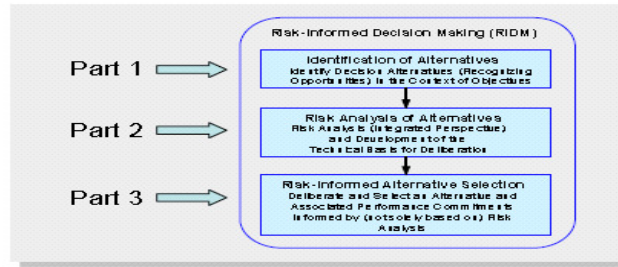 Risk-Informed Decision Making (RIDM)
Part 1
Identification of Alternatives
Identify Decision Alternatives (Recognizing
Opportunities) in the Context of Objectives
Part 2
Risk Analysis of Alternatives
Risk Analysis (Integrated Perspective)
and Development of the
Technical Basis for Deliberation
Part 3
Risk-Informed Alternative Selection
Deliberate and Select an Alternative and
Associated Performance Commitments
Informed by (not solely based on) Risk
Analysis